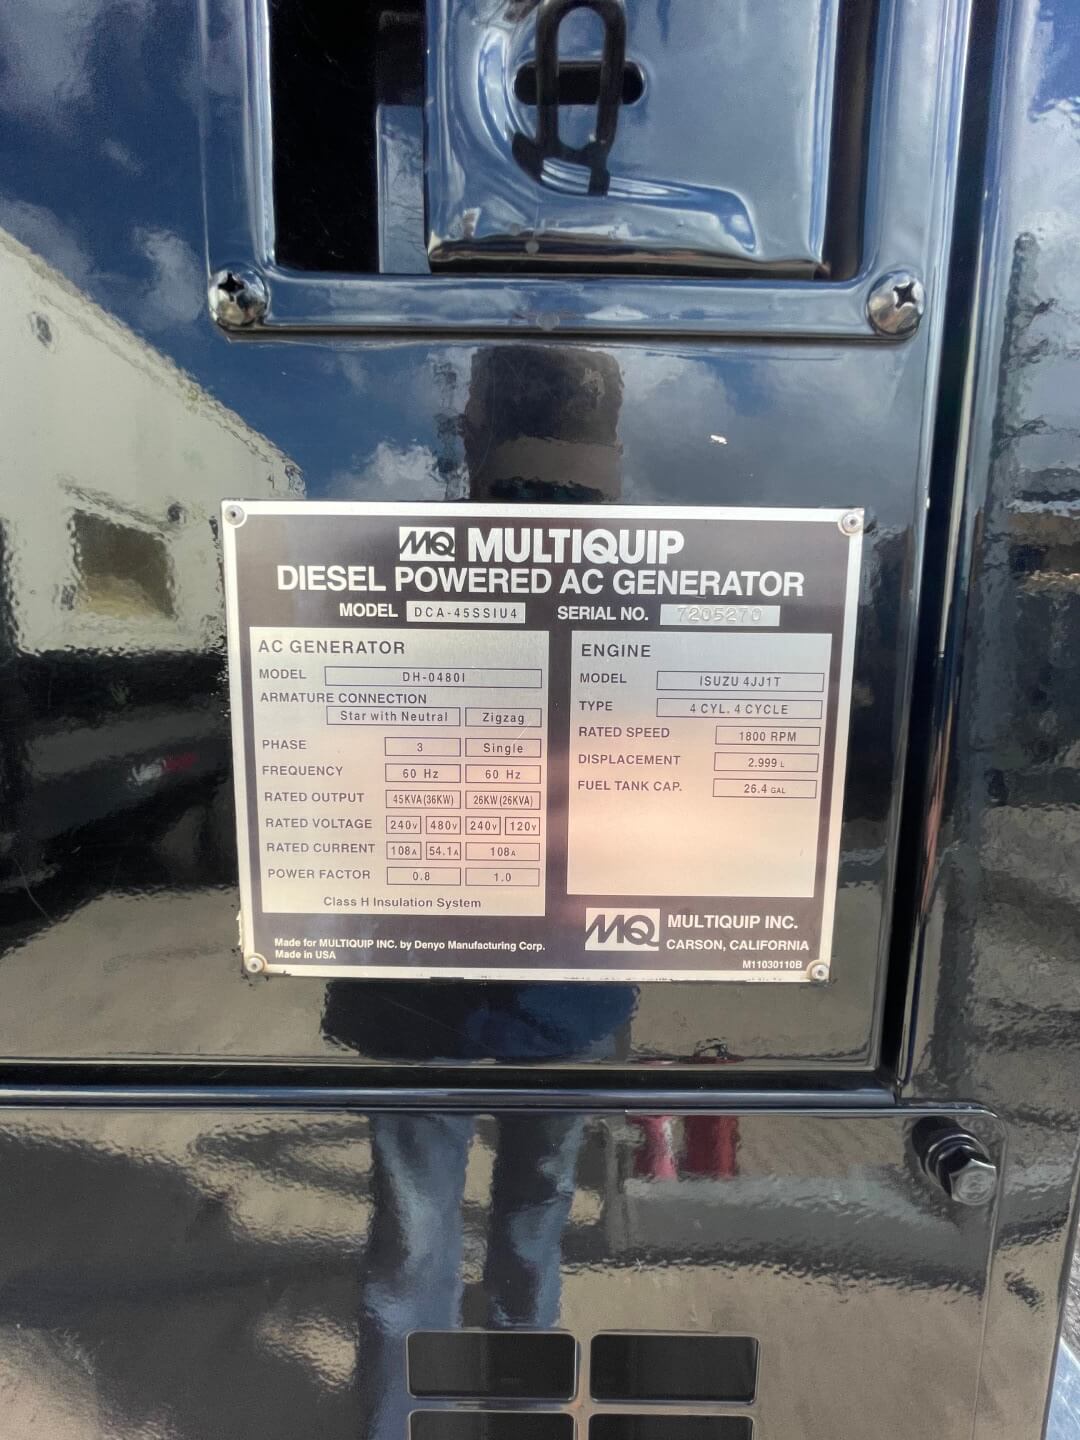 MQ MULTIQUIP
DIESEL POWERED AC GENERATOR
MODEL DCA-45SSIU4 SERIAL NO. 7205270
AC GENERATOR
MODEL DH-0480I
ARMATURE CONNECTION
Star with Neutral Zigzag
PHASE 3 Single
FREQUENCY 60 Hz 60 Hz
RATED OUTPUT 45KVA(36KW) 26KW(26KVA)
RATED VOLTAGE 240V 480V 240V 120V
RATED CURRENT 108A 54.1A 108A
POWER FACTOR 0.8 1.0
Class H Insulation System
Made for MULTIQUIP INC. by Denyo Manufacturing Corp.
Made in USA
ENGINE
MODEL ISUZU 4JJ1T
TYPE 4 CYL. 4 CYCLE
RATED SPEED 1800 RPM
DISPLACEMENT 2.999 L
FUEL TANK CAP. 26.4 GAL
MQ MULTIQUIP INC.
CARSON, CALIFORNIA
M11030110B